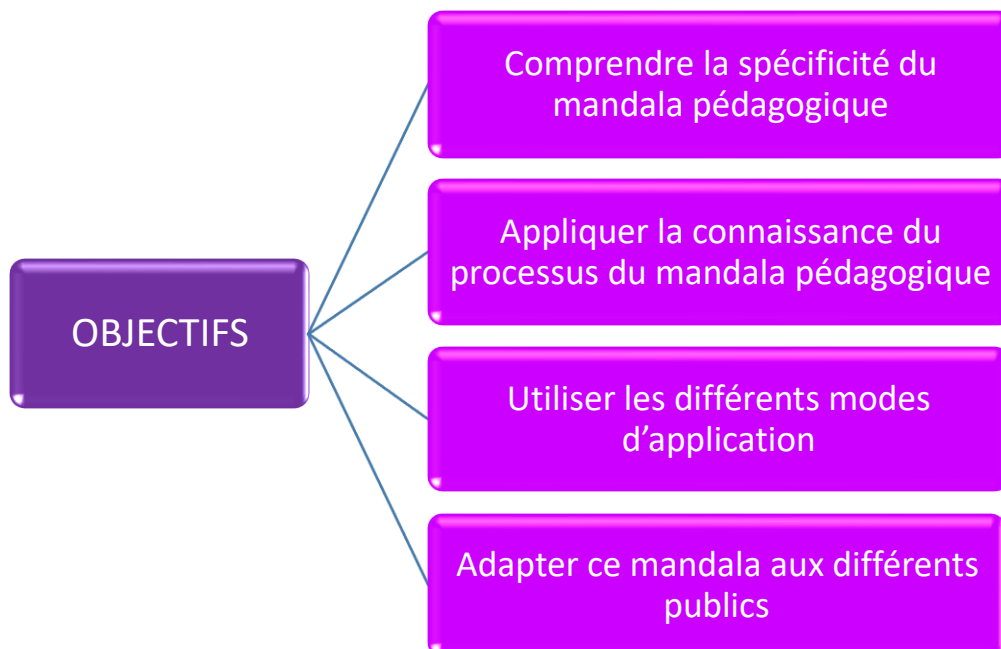 OBJECTIFS
Comprendre la spécificité du
mandala pédagogique
Appliquer la connaissance du
processus du mandala pédagogique
Utiliser les différents modes
d’application
Adapter ce mandala aux différents
publics